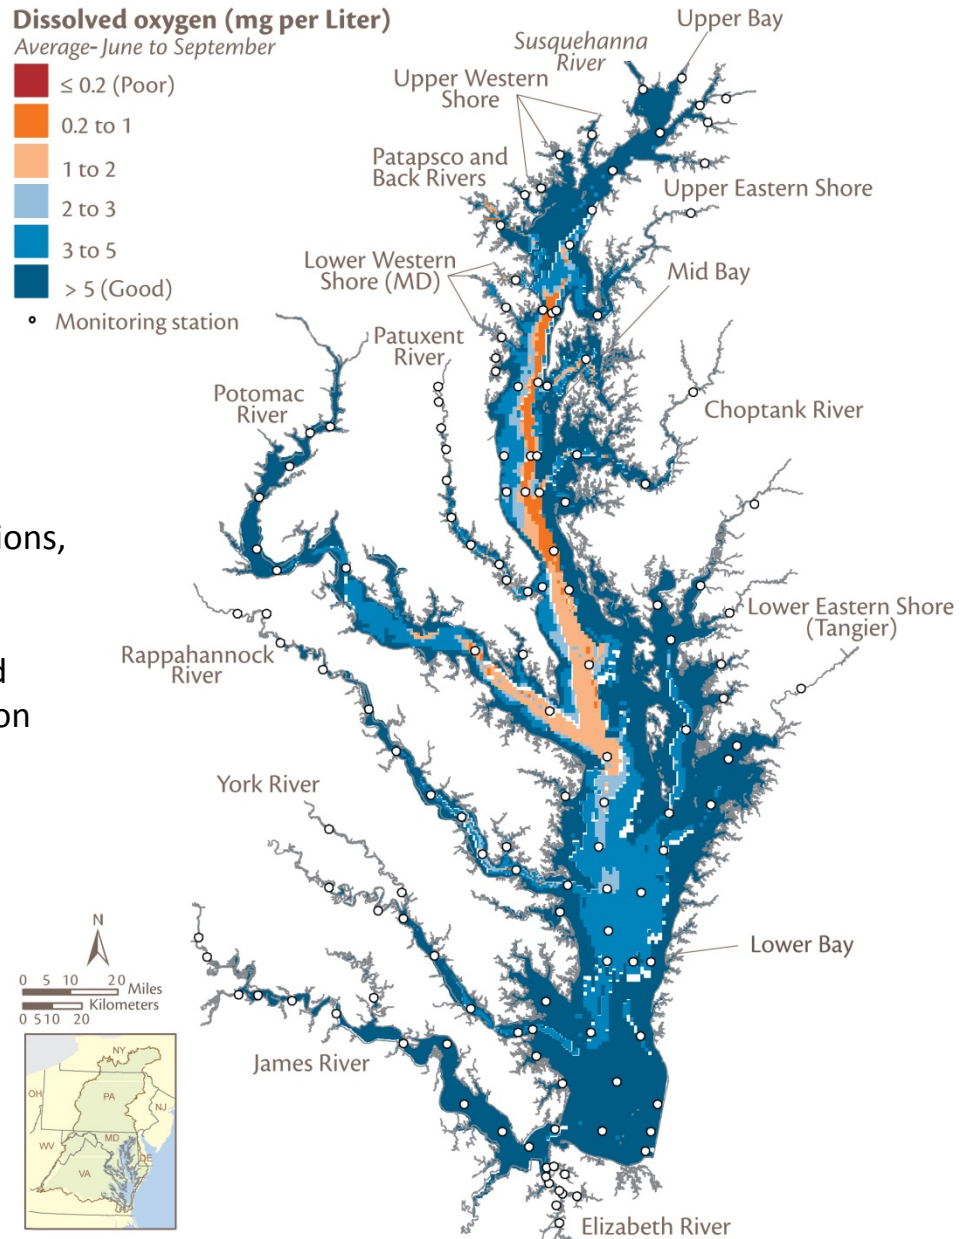 Dissolved oxygen (mg per Liter)
Average- June to September
≤ 0.2 (Poor)
0.2 to 1
1 to 2
2 to 3
3 to 5
> 5 (Good)
Monitoring station
Upper Bay
Susquehanna
River
Upper Western
Shore
Patapsco and
Back Rivers
Upper Eastern Shore
Lower Western
Shore (MD)
Mid Bay
Patuxent
River
Potomac
River
Choptank River
ions,
Lower Eastern Shore
(Tangier)
Rappahannock
River
d
on
York River
Lower Bay
N
0 5 10 20 Miles
Kilometers
0 5 10 20
James River
NY
OH
PA
NJ
WV
MD
DE
VA
Elizabeth River